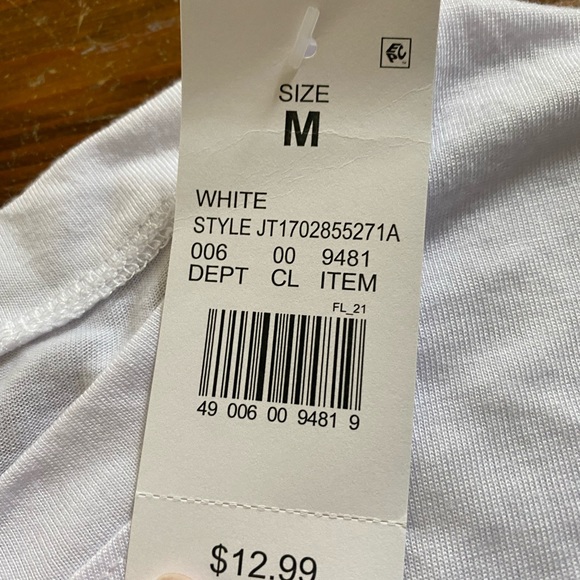 SIZE
M
WHITE
STYLE JT1702855271A
006 00 9481
DEPT CL ITEM
FL_21
49 006 00 9481 9
$12.99